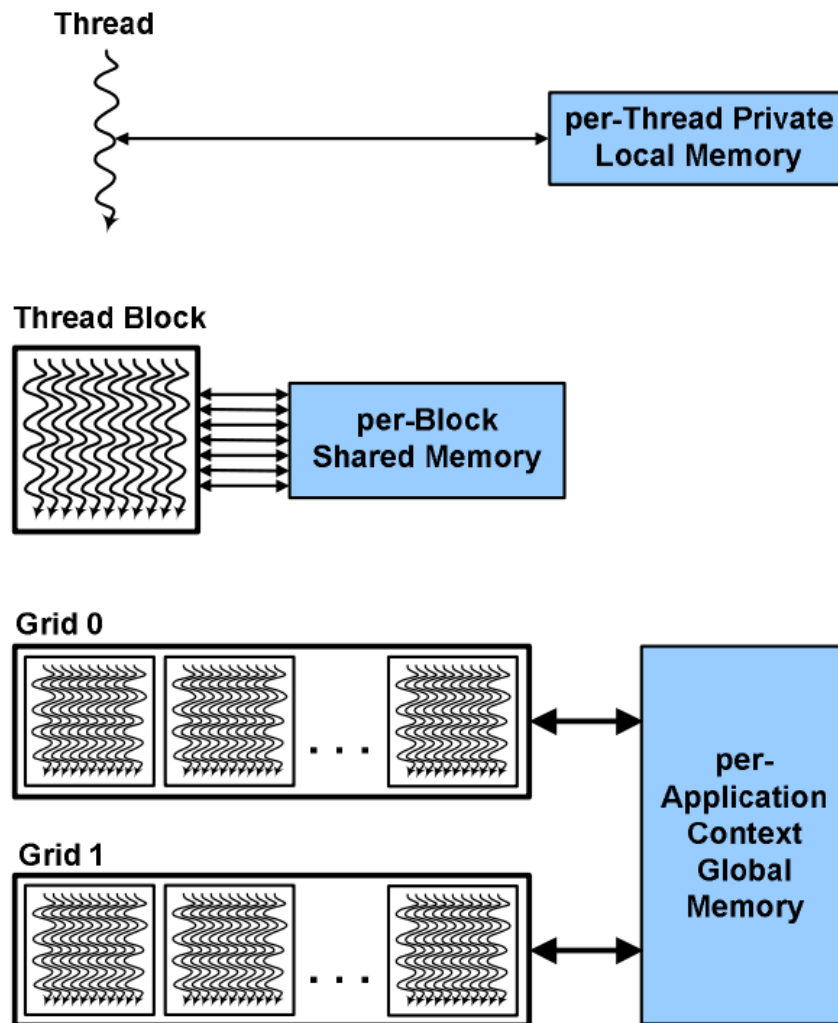 Thread
per-Thread Private
Local Memory
Thread Block
per-Block
Shared Memory
Grid 0
. . .
Grid 1
. . .
per-
Application
Context
Global
Memory